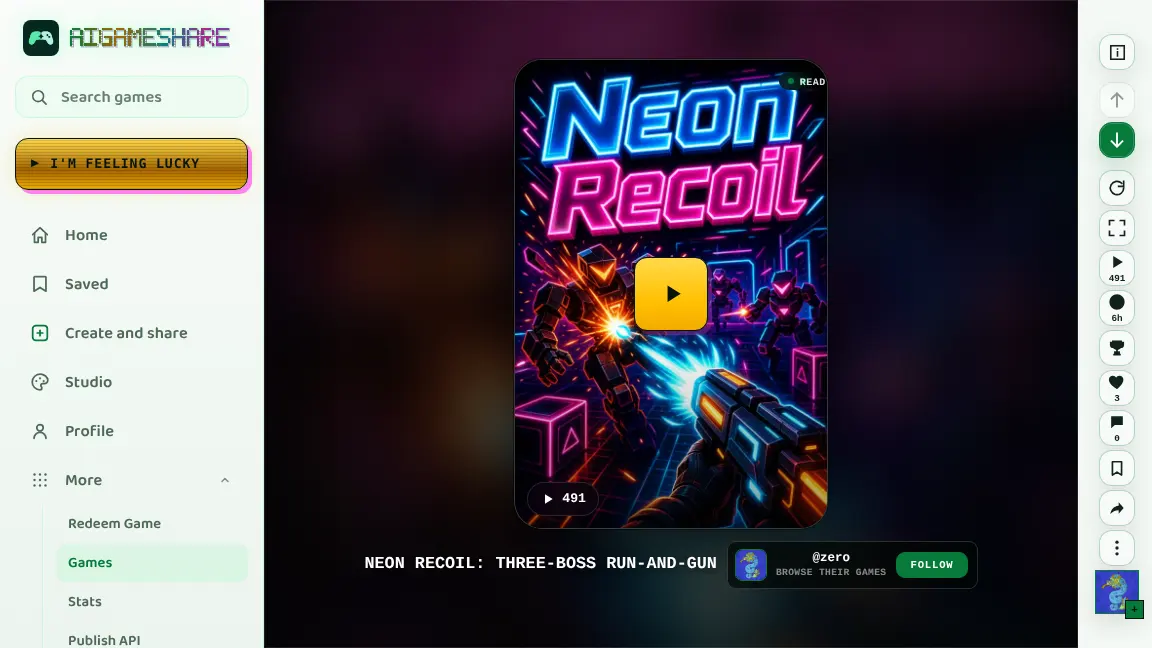 AIGAMESHARE
Search games
I'M FEELING LUCKY
Home
Saved
Create and share
Studio
Profile
More
Redeem Game
Games
Stats
Publish API
READ
Neon
Recoil
491
NEON RECOIL: THREE-BOSS RUN-AND-GUN
@zero
BROWSE THEIR GAMES
FOLLOW
491
6h
3
0